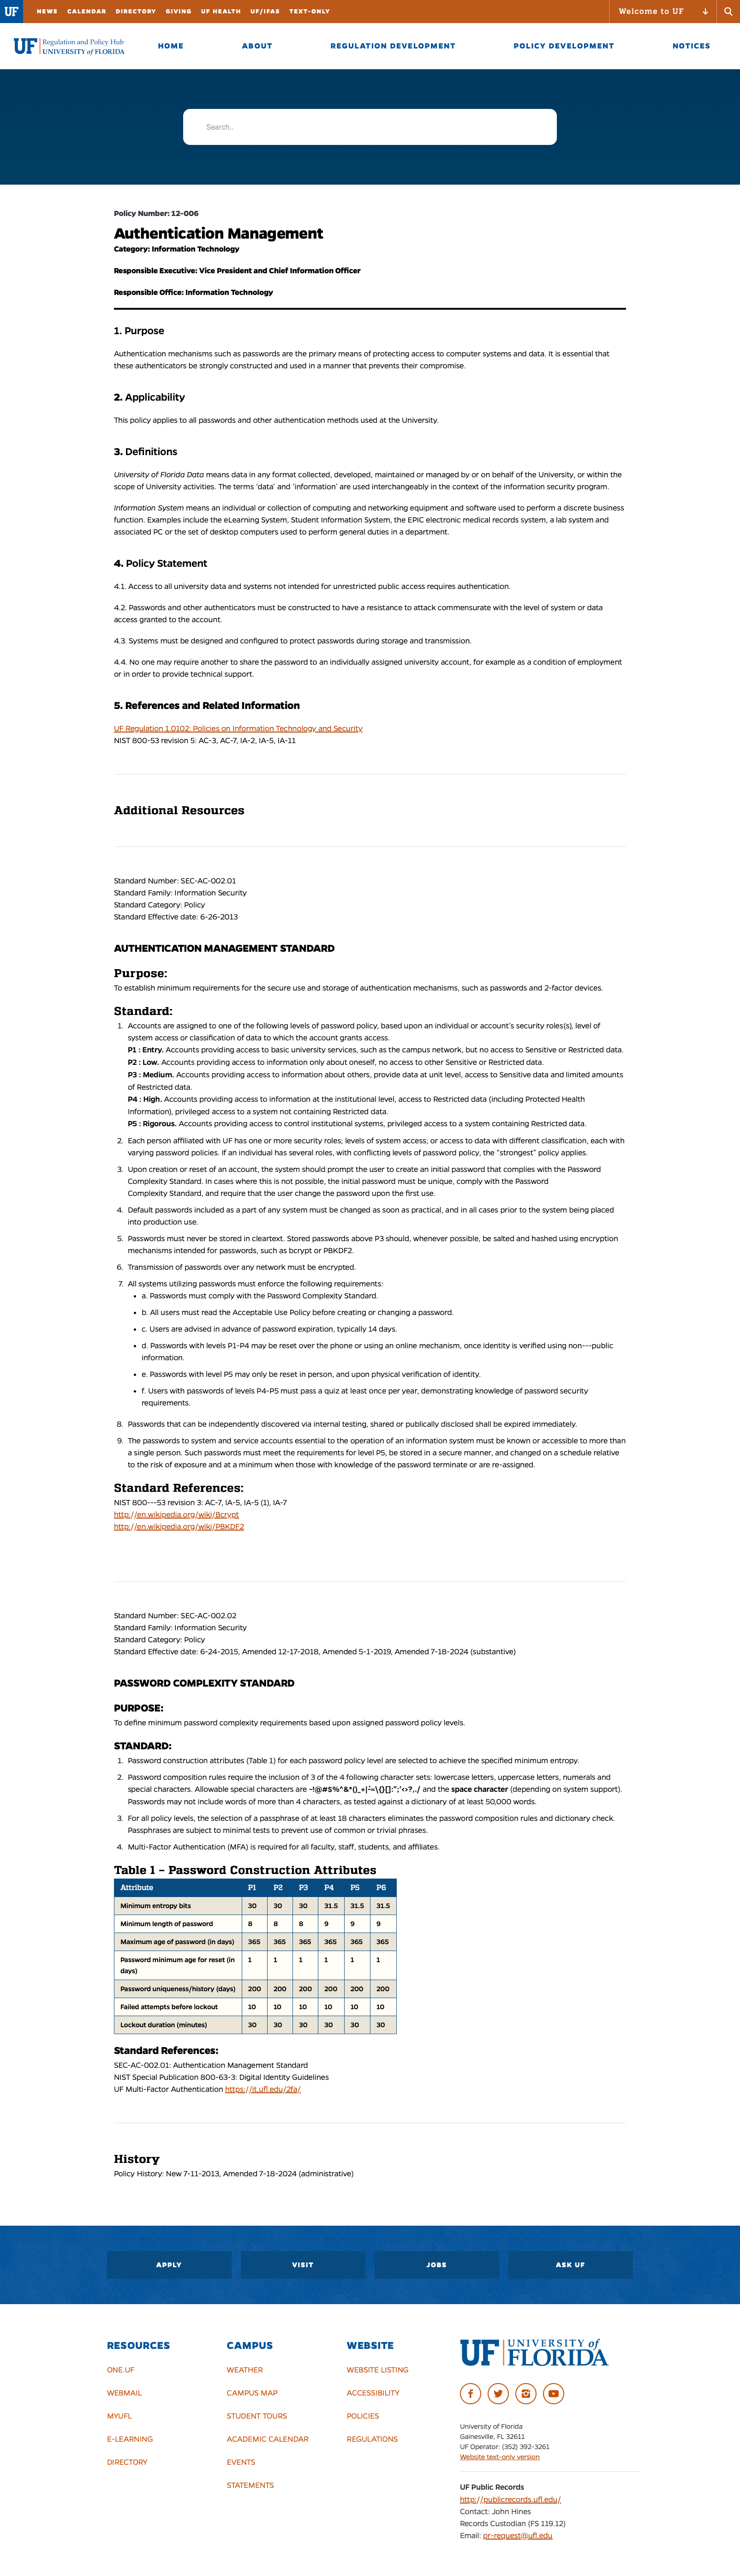 UF NEWS CALENDAR DIRECTORY GIVING UF HEALTH UF/IFAS TEXT-ONLY Welcome to UF
UF Regulation and Policy Hub
UNIVERSITY of FLORIDA
HOME ABOUT REGULATION DEVELOPMENT POLICY DEVELOPMENT NOTICES
Search..
Policy Number: 12-006
Authentication Management
Category: Information Technology
Responsible Executive: Vice President and Chief Information Officer
Responsible Office: Information Technology
1. Purpose
Authentication mechanisms such as passwords are the primary means of protecting access to computer systems and data. It is essential that
these authenticators be strongly constructed and used in a manner that prevents their compromise.
2. Applicability
This policy applies to all passwords and other authentication methods used at the University.
3. Definitions
University of Florida Data means data in any format collected, developed, maintained or managed by or on behalf of the University, or within the
scope of University activities. The terms ‘data’ and ‘information’ are used interchangeably in the context of the information security program.
Information System means an individual or collection of computing and networking equipment and software used to perform a discrete business
function. Examples include the eLearning System, Student Information System, the EPIC electronic medical records system, a lab system and
associated PC or the set of desktop computers used to perform general duties in a department.
4. Policy Statement
4.1. Access to all university data and systems not intended for unrestricted public access requires authentication.
4.2. Passwords and other authenticators must be constructed to have a resistance to attack commensurate with the level of system or data
access granted to the account.
4.3. Systems must be designed and configured to protect passwords during storage and transmission.
4.4. No one may require another to share the password to an individually assigned university account, for example as a condition of employment
or in order to provide technical support.
5. References and Related Information
UF Regulation 1.0102: Policies on Information Technology and Security
NIST 800-53 revision 5: AC-3, AC-7, IA-2, IA-5, IA-11
Additional Resources
Standard Number: SEC-AC-002.01
Standard Family: Information Security
Standard Category: Policy
Standard Effective date: 6-26-2013
AUTHENTICATION MANAGEMENT STANDARD
Purpose:
To establish minimum requirements for the secure use and storage of authentication mechanisms, such as passwords and 2-factor devices.
Standard:
1. Accounts are assigned to one of the following levels of password policy, based upon an individual or account’s security roles(s), level of
system access or classification of data to which the account grants access.
P1 : Entry. Accounts providing access to basic university services, such as the campus network, but no access to Sensitive or Restricted data.
P2 : Low. Accounts providing access to information only about oneself, no access to other Sensitive or Restricted data.
P3 : Medium. Accounts providing access to information about others, provide data at unit level, access to Sensitive data and limited amounts
of Restricted data.
P4 : High. Accounts providing access to information at the institutional level, access to Restricted data (including Protected Health
Information), privileged access to a system not containing Restricted data.
P5 : Rigorous. Accounts providing access to control institutional systems, privileged access to a system containing Restricted data.
2. Each person affiliated with UF has one or more security roles; levels of system access; or access to data with different classification, each with
varying password policies. If an individual has several roles, with conflicting levels of password policy, the “strongest” policy applies.
3. Upon creation or reset of an account, the system should prompt the user to create an initial password that complies with the Password
Complexity Standard. In cases where this is not possible, the initial password must be unique, comply with the Password
Complexity Standard, and require that the user change the password upon the first use.
4. Default passwords included as a part of any system must be changed as soon as practical, and in all cases prior to the system being placed
into production use.
5. Passwords must never be stored in cleartext. Stored passwords above P3 should, whenever possible, be salted and hashed using encryption
mechanisms intended for passwords, such as bcrypt or PBKDF2.
6. Transmission of passwords over any network must be encrypted.
7. All systems utilizing passwords must enforce the following requirements:
• a. Passwords must comply with the Password Complexity Standard.
• b. All users must read the Acceptable Use Policy before creating or changing a password.
• c. Users are advised in advance of password expiration, typically 14 days.
• d. Passwords with levels P1-P4 may be reset over the phone or using an online mechanism, once identity is verified using non-‐‑public
information.
• e. Passwords with level P5 may only be reset in person, and upon physical verification of identity.
• f. Users with passwords of levels P4-P5 must pass a quiz at least once per year, demonstrating knowledge of password security
requirements.
8. Passwords that can be independently discovered via internal testing, shared or publically disclosed shall be expired immediately.
9. The passwords to system and service accounts essential to the operation of an information system must be known or accessible to more than
a single person. Such passwords must meet the requirements for level P5, be stored in a secure manner, and changed on a schedule relative
to the risk of exposure and at a minimum when those with knowledge of the password terminate or are re-assigned.
Standard References:
NIST 800-‐‑53 revision 3: AC-7, IA-5, IA-5 (1), IA-7
http://en.wikipedia.org/wiki/Bcrypt
http://en.wikipedia.org/wiki/PBKDF2
Standard Number: SEC-AC-002.02
Standard Family: Information Security
Standard Category: Policy
Standard Effective date: 6-24-2015, Amended 12-17-2018, Amended 5-1-2019, Amended 7-18-2024 (substantive)
PASSWORD COMPLEXITY STANDARD
PURPOSE:
To define minimum password complexity requirements based upon assigned password policy levels.
STANDARD:
1. Password construction attributes (Table 1) for each password policy level are selected to achieve the specified minimum entropy.
2. Password composition rules require the inclusion of 3 of the 4 following character sets: lowercase letters, uppercase letters, numerals and
special characters. Allowable special characters are ~!@#$%^&*()_+|`-=\{}[]:";'<>?,./ and the space character (depending on system support).
Passwords may not include words of more than 4 characters, as tested against a dictionary of at least 50,000 words.
3. For all policy levels, the selection of a passphrase of at least 18 characters eliminates the password composition rules and dictionary check.
Passphrases are subject to minimal tests to prevent use of common or trivial phrases.
4. Multi-Factor Authentication (MFA) is required for all faculty, staff, students, and affiliates.
Table 1 – Password Construction Attributes
Attribute P1 P2 P3 P4 P5 P6
Minimum entropy bits 30 30 30 31.5 31.5 31.5
Minimum length of password 8 8 8 9 9 9
Maximum age of password (in days) 365 365 365 365 365 365
Password minimum age for reset (in
days) 1 1 1 1 1 1
Password uniqueness/history (days) 200 200 200 200 200 200
Failed attempts before lockout 10 10 10 10 10 10
Lockout duration (minutes) 30 30 30 30 30 30
Standard References:
SEC-AC-002.01: Authentication Management Standard
NIST Special Publication 800-63-3: Digital Identity Guidelines
UF Multi-Factor Authentication https://it.ufl.edu/2fa/
History
Policy History: New 7-11-2013, Amended 7-18-2024 (administrative)
APPLY VISIT JOBS ASK UF
RESOURCES
ONE.UF
WEBMAIL
MYUFL
E-LEARNING
DIRECTORY
CAMPUS
WEATHER
CAMPUS MAP
STUDENT TOURS
ACADEMIC CALENDAR
EVENTS
STATEMENTS
WEBSITE
WEBSITE LISTING
ACCESSIBILITY
POLICIES
REGULATIONS
UF UNIVERSITY of
FLORIDA
University of Florida
Gainesville, FL 32611
UF Operator: (352) 392-3261
Website text-only version
UF Public Records
http://publicrecords.ufl.edu/
Contact: John Hines
Records Custodian (FS 119.12)
Email: pr-request@ufl.edu